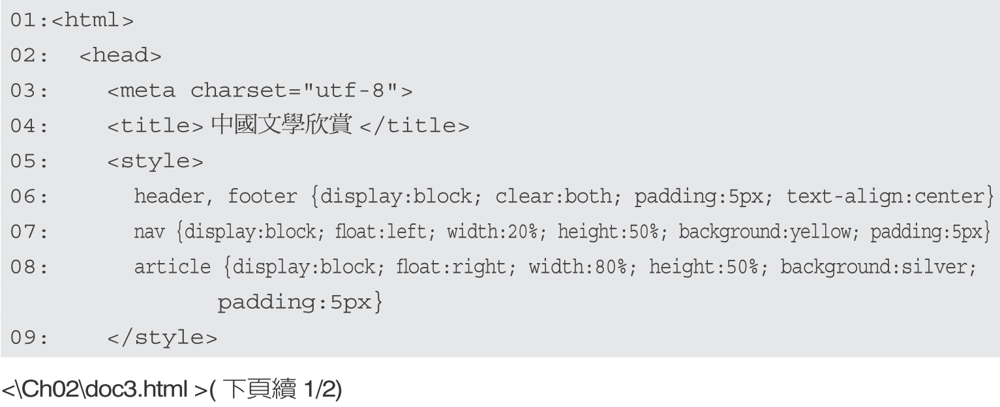 01:<html>
02:  <head>
03:    <meta charset="utf-8">
04:    <title> 中國文學欣賞 </title>
05:    <style>
06:      header, footer {display:block; clear:both; padding:5px; text-align:center}
07:      nav {display:block; float:left; width:20%; height:50%; background:yellow; padding:5px}
08:      article {display:block; float:right; width:80%; height:50%; background:silver;
            padding:5px}
09:    </style>
<\Ch02\doc3.html >( 下頁續 1/2)